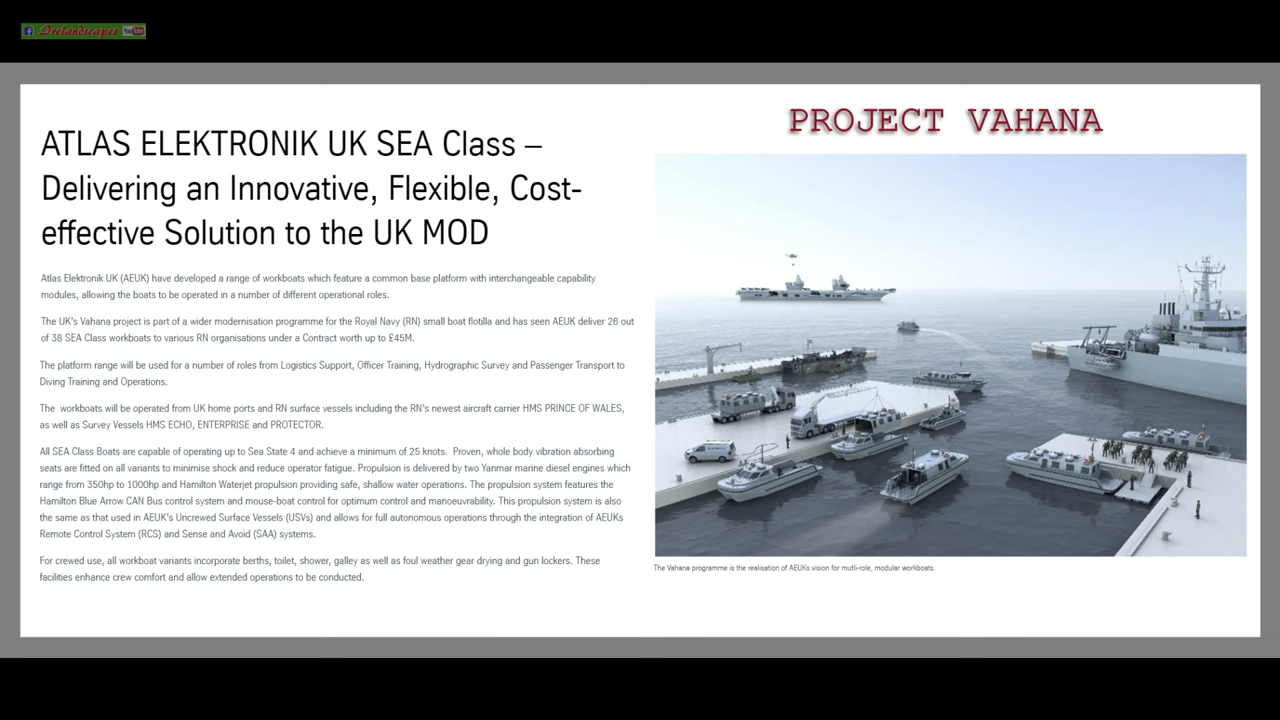 Irelandscapes
PROJECT VAHANA
ATLAS ELEKTRONIK UK SEA Class –
Delivering an Innovative, Flexible, Cost-
effective Solution to the UK MOD
Atlas Elektronik UK (AEUK) have developed a range of workboats which feature a common base platform with interchangeable capability
modules, allowing the boats to be operated in a number of different operational roles.
The UK's Vahana project is part of a wider modernisation programme for the Royal Navy (RN) small boat flotilla and has seen AEUK deliver 26 out
of 38 SEA Class workboats to various RN organisations under a Contract worth up to £45M.
The platform range will be used for a number of roles from Logistics Support, Officer Training, Hydrographic Survey and Passenger Transport to
Diving Training and Operations.
The workboats will be operated from UK home ports and RN surface vessels including the RN's newest aircraft carrier HMS PRINCE OF WALES,
as well as Survey Vessels HMS ECHO, ENTERPRISE and PROTECTOR.
All SEA Class Boats are capable of operating up to Sea State 4 and achieve a minimum of 25 knots. Proven, whole body vibration absorbing
seats are fitted on all variants to minimise shock and reduce operator fatigue. Propulsion is delivered by two Yanmar marine diesel engines which
range from 350hp to 1000hp and Hamilton Waterjet propulsion providing safe, shallow water operations. The propulsion system features the
Hamilton Blue Arrow CAN Bus control system and mouse-boat control for optimum control and manoeuvrability. This propulsion system is also
the same as that used in AEUK's Uncrewed Surface Vessels (USVs) and allows for full autonomous operations through the integration of AEUKs
Remote Control System (RCS) and Sense and Avoid (SAA) systems.
For crewed use, all workboat variants incorporate berths, toilet, shower, galley as well as foul weather gear drying and gun lockers. These
facilities enhance crew comfort and allow extended operations to be conducted.
The Vahana programme is the realisation of AEUKs vision for mutli-role, modular workboats.